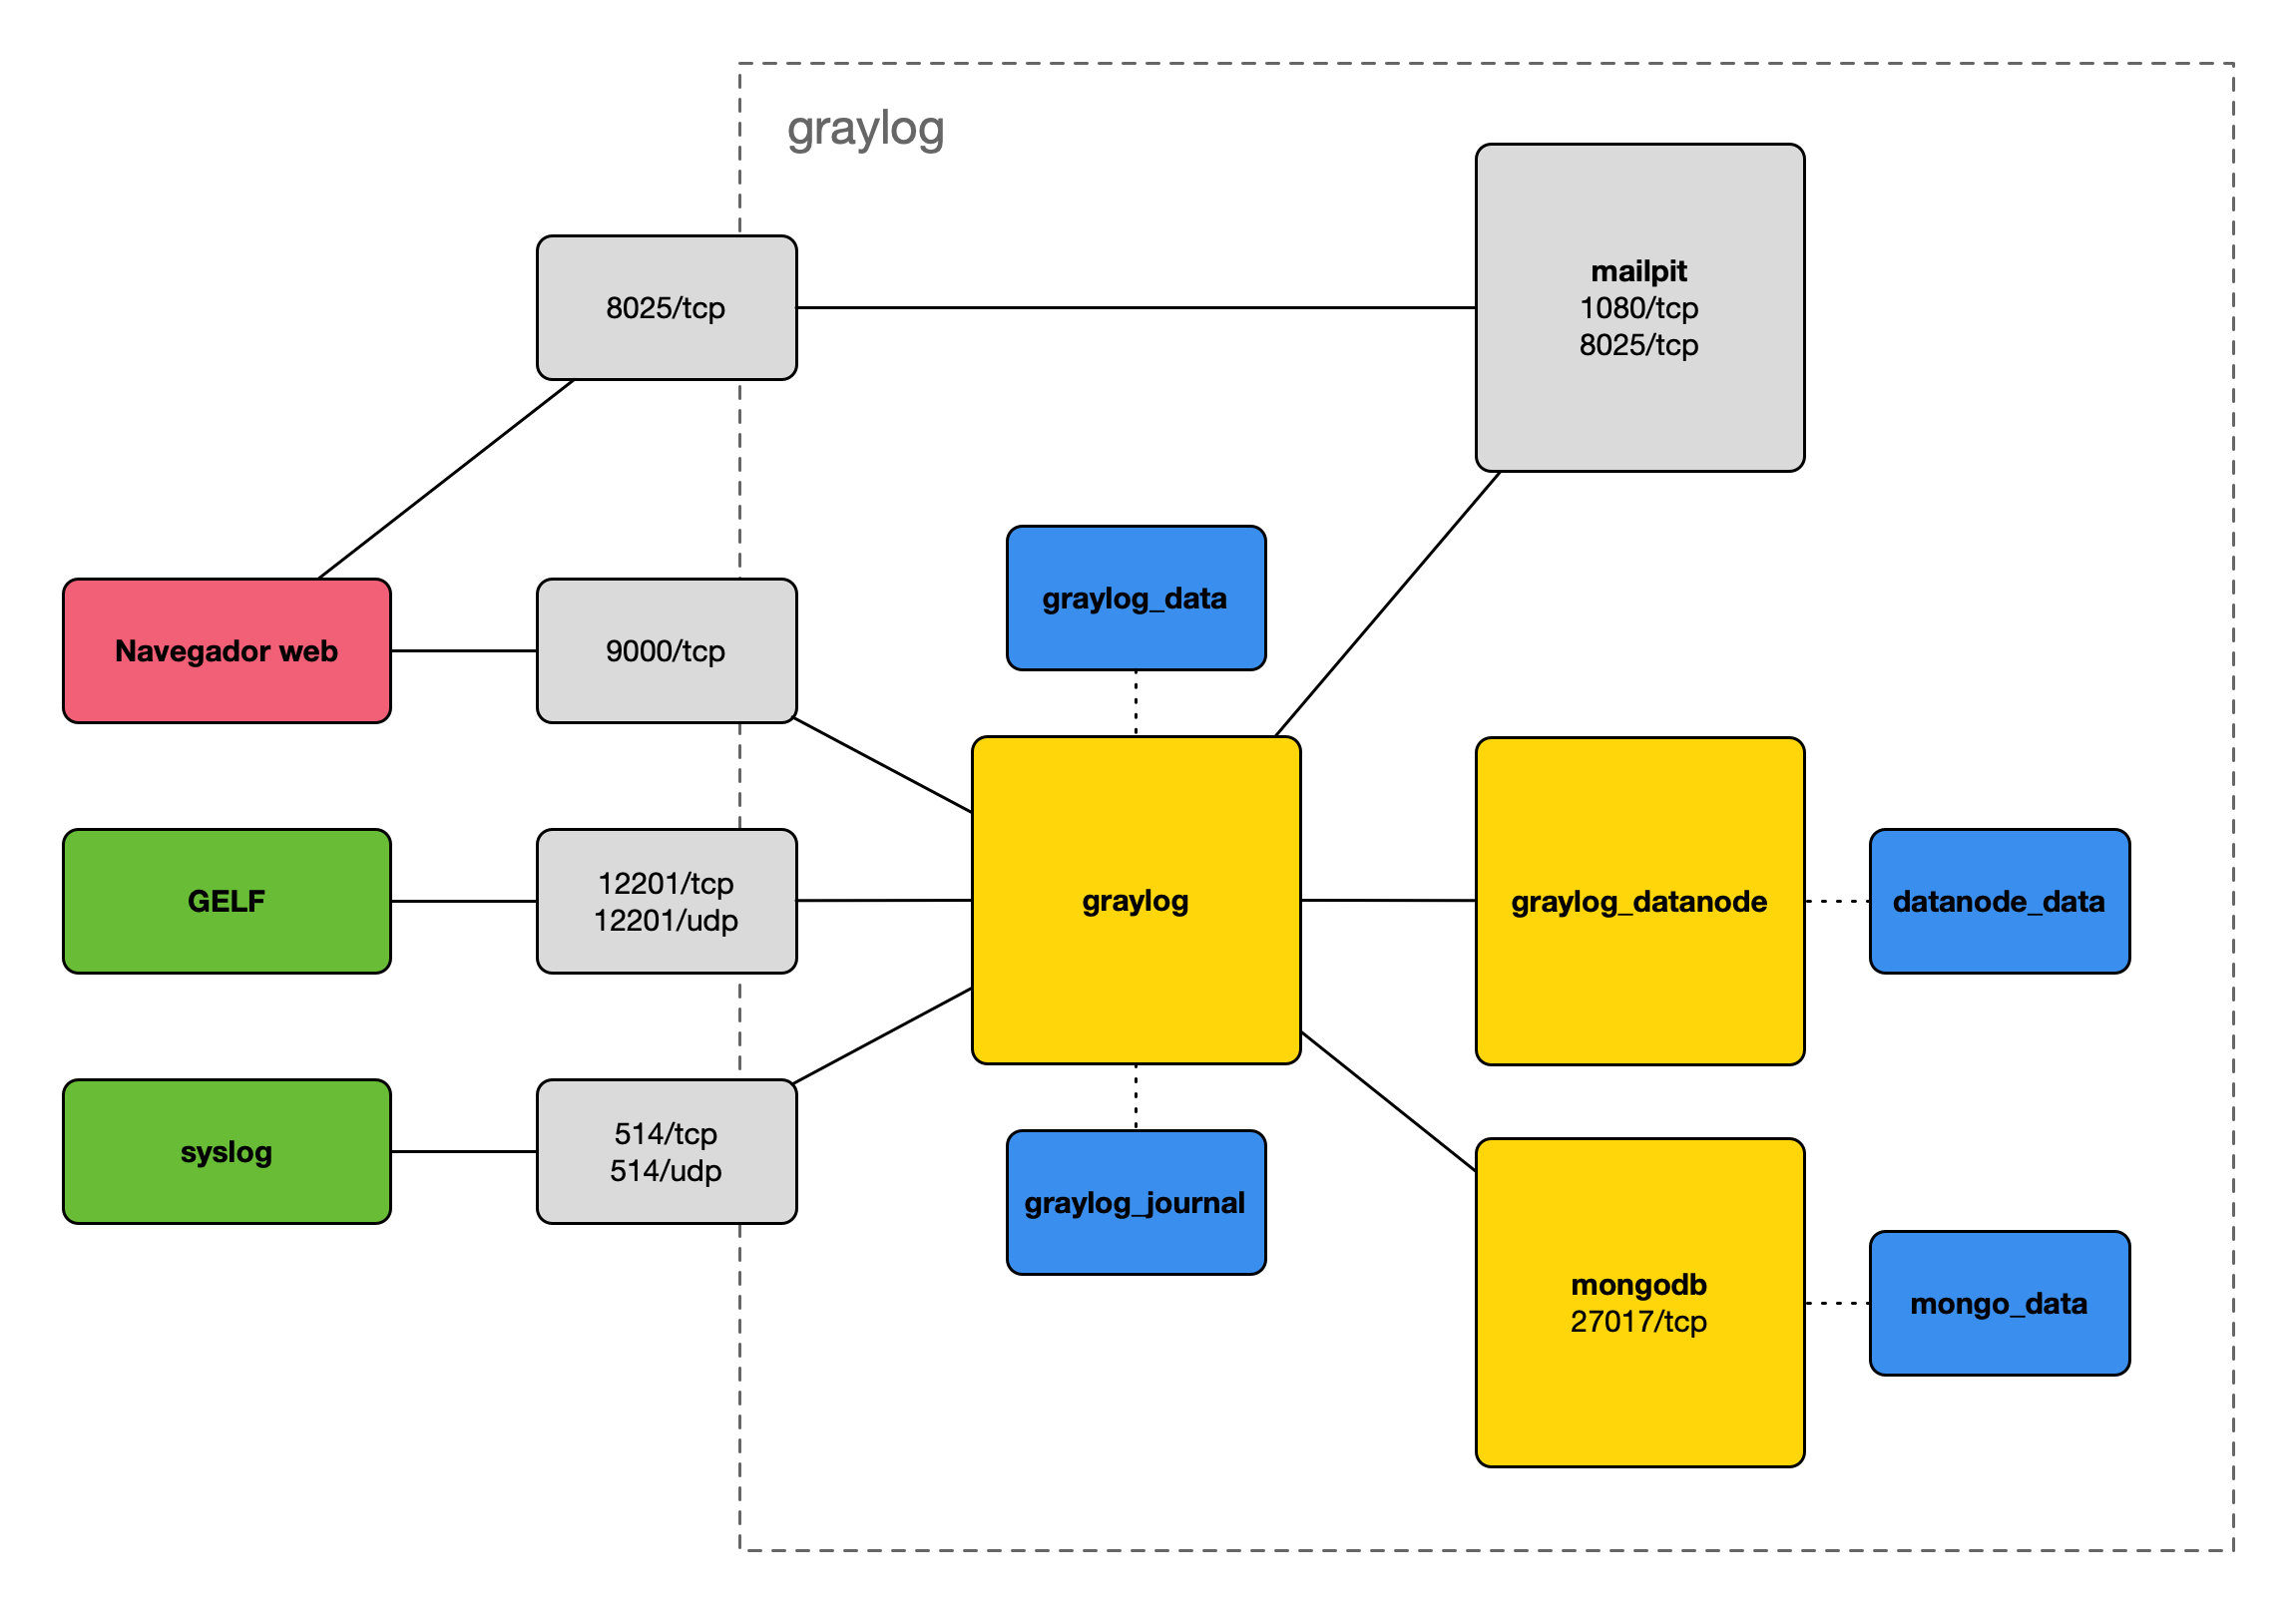 graylog
8025/tcp
mailpit
1080/tcp
8025/tcp
graylog_data
Navegador web
9000/tcp
GELF
12201/tcp
12201/udp
graylog
graylog_datanode
datanode_data
syslog
514/tcp
514/udp
graylog_journal
mongodb
27017/tcp
mongo_data